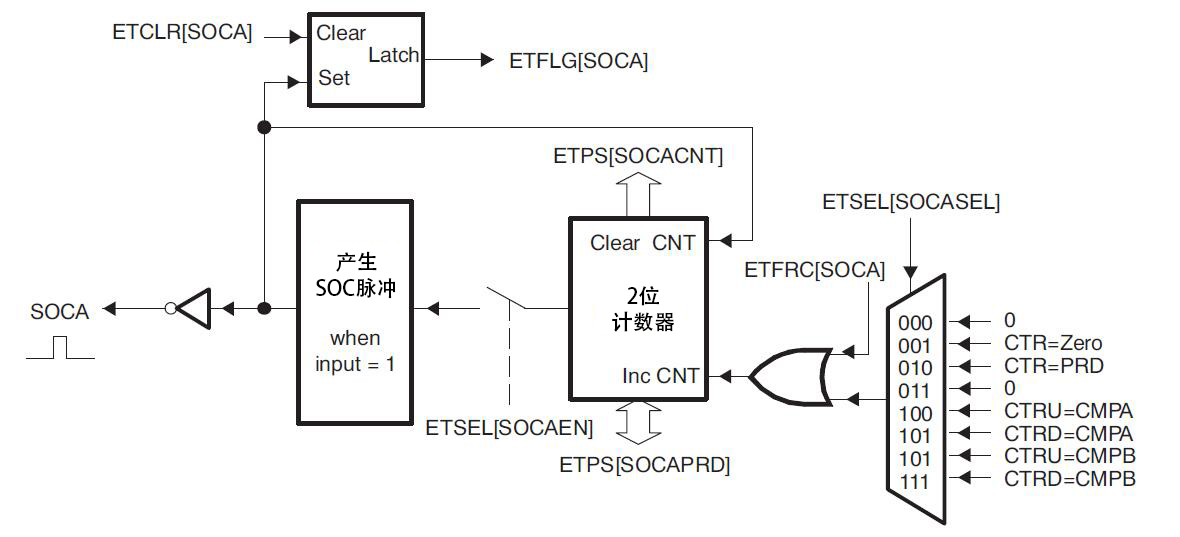 ETCLR[SOCA]
Clear
Latch
Set
ETFLG[SOCA]
ETPS[SOCACNT]
ETSEL[SOCASEL]
产生
SOC脉冲
when
input = 1
Clear CNT
2位
计数器
Inc CNT
ETFRC[SOCA]
SOCA
ETSEL[SOCAEN]
ETPS[SOCAPRD]
000 0
001 CTR=Zero
010 CTR=PRD
011 0
100 CTRU=CMPA
101 CTRD=CMPA
101 CTRU=CMPB
111 CTRD=CMPB